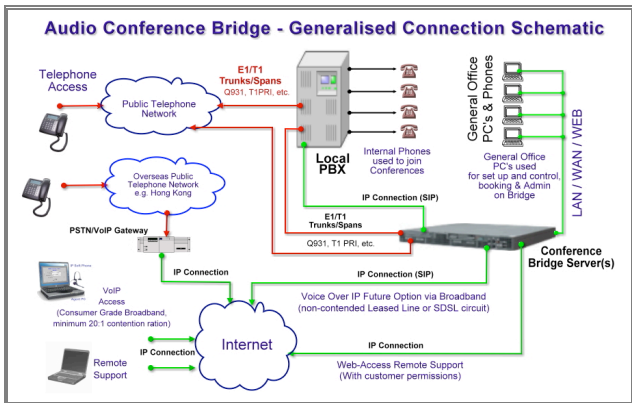 Audio Conference Bridge - Generalised Connection Schematic
Telephone
Access
Public Telephone
Network
E1/T1
Trunks/Spans
Q931, T1PRI, etc.
Local
PBX
Internal Phones
used to join
Conferences
General Office
PC's & Phones
General Office
PC's used
for set up and control,
booking & Admin
on Bridge
LAN / WAN / WEB
Overseas Public
Telephone Network
e.g. Hong Kong
PSTN/VoIP Gateway
IP Connection (SIP)
E1/T1
Trunks/Spans
Q931, T1 PRI, etc.
Conference
Bridge Server(s)
IP Connection
IP Connection (SIP)
VoIP
Access
(Consumer Grade Broadband,
minimum 20:1 contention ration)
Voice Over IP Future Option via Broadband
(non-contended Leased Line or SDSL circuit)
Internet
IP Connection
IP Connection
Remote
Support
Web-Access Remote Support
(With customer permissions)